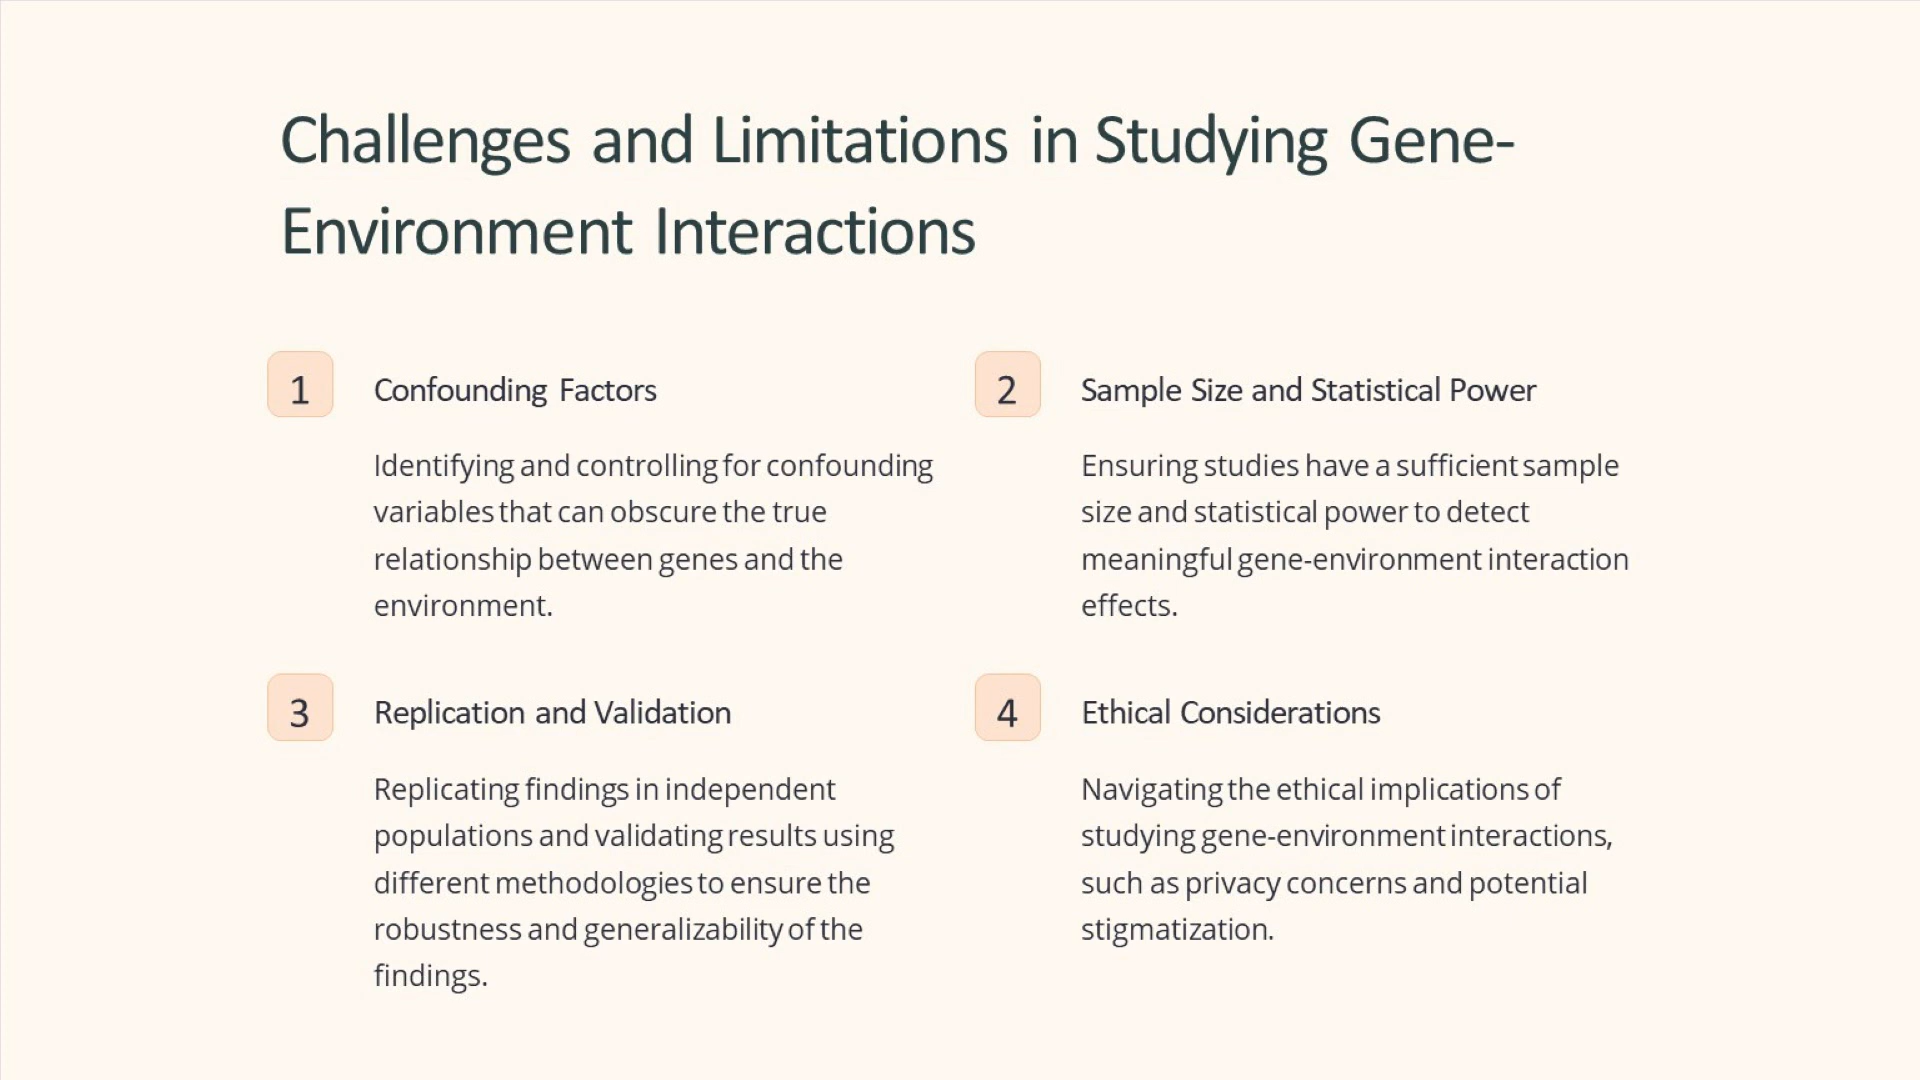 Challenges and Limitations in Studying Gene-
Environment Interactions
1
Confounding Factors
Identifying and controlling for confounding
variables that can obscure the true
relationship between genes and the
environment.
2
Sample Size and Statistical Power
Ensuring studies have a sufficient sample
size and statistical power to detect
meaningful gene-environment interaction
effects.
3
Replication and Validation
Replicating findings in independent
populations and validating results using
different methodologies to ensure the
robustness and generalizability of the
findings.
4
Ethical Considerations
Navigating the ethical implications of
studying gene-environment interactions,
such as privacy concerns and potential
stigmatization.